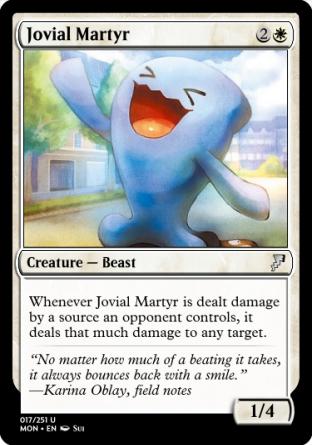 Jovial Martyr 2
Creature — Beast
Whenever Jovial Martyr is dealt damage
by a source an opponent controls, it
deals that much damage to any target.
“No matter how much of a beating it takes,
it always bounces back with a smile.”
—Karina Oblay, field notes
017/251 U
MON • EN Sui
1/4